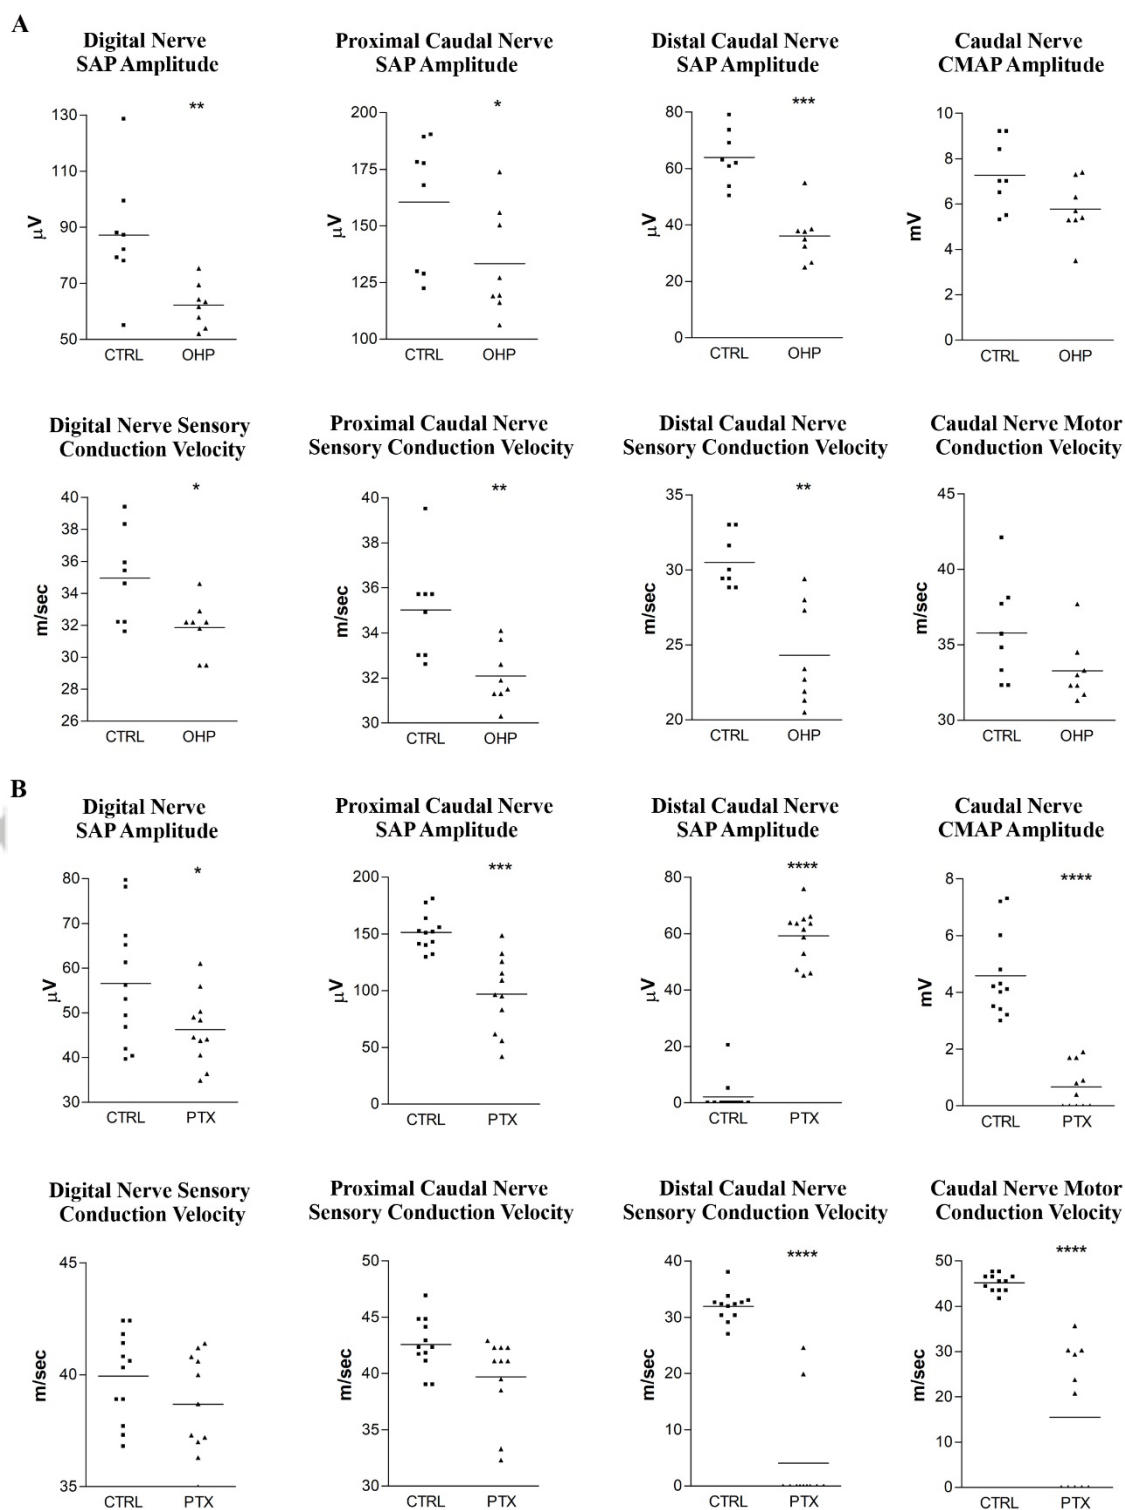 A
Digital Nerve
SAP Amplitude
Proximal Caudal Nerve
SAP Amplitude
Distal Caudal Nerve
SAP Amplitude
Caudal Nerve
CMAP Amplitude
**
*
***
130
110
90
70
50
µV
CTRL
OHP
200
175
150
125
100
µV
CTRL
OHP
80
60
40
20
0
µV
CTRL
OHP
10
8
6
4
2
0
mV
CTRL
OHP
Digital Nerve Sensory
Conduction Velocity
Proximal Caudal Nerve
Sensory Conduction Velocity
Distal Caudal Nerve
Sensory Conduction Velocity
Caudal Nerve Motor
Conduction Velocity
*
**
**
40
38
36
34
32
30
28
26
m/sec
CTRL
OHP
40
38
36
34
32
30
m/sec
CTRL
OHP
35
30
25
20
m/sec
CTRL
OHP
45
40
35
30
m/sec
CTRL
OHP
B
Digital Nerve
SAP Amplitude
Proximal Caudal Nerve
SAP Amplitude
Distal Caudal Nerve
SAP Amplitude
Caudal Nerve
CMAP Amplitude
*
***
****
****
80
70
60
50
40
30
µV
CTRL
PTX
200
150
100
50
0
µV
CTRL
PTX
80
60
40
20
0
µV
CTRL
PTX
8
6
4
2
0
mV
CTRL
PTX
Digital Nerve Sensory
Conduction Velocity
Proximal Caudal Nerve
Sensory Conduction Velocity
Distal Caudal Nerve
Sensory Conduction Velocity
Caudal Nerve Motor
Conduction Velocity
****
****
45
40
35
m/sec
CTRL
PTX
50
45
40
35
30
m/sec
CTRL
PTX
40
30
20
10
0
m/sec
CTRL
PTX
50
40
30
20
10
0
m/sec
CTRL
PTX